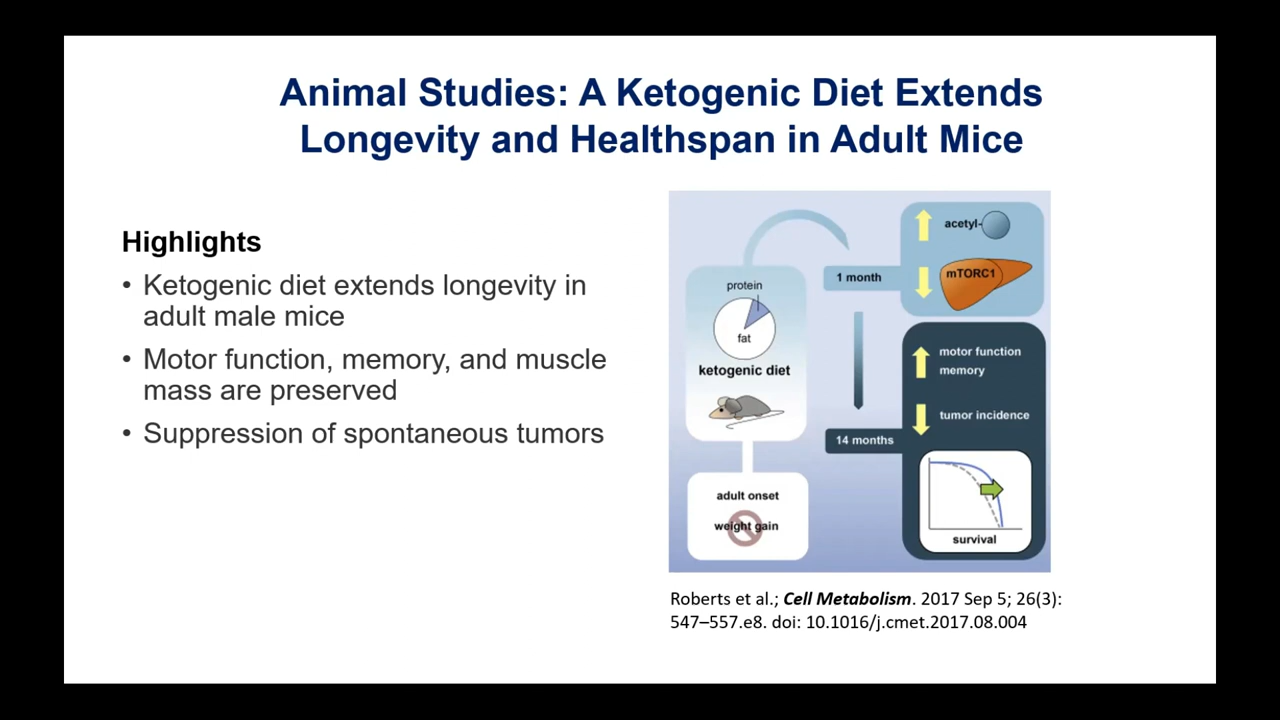 Animal Studies: A Ketogenic Diet Extends
Longevity and Healthspan in Adult Mice
Highlights
• Ketogenic diet extends longevity in
adult male mice
• Motor function, memory, and muscle
mass are preserved
• Suppression of spontaneous tumors
protein
fat
ketogenic diet
adult onset
weight gain
1 month
acetyl-
mTORC1
14 months
motor function
memory
tumor incidence
survival
Roberts et al.; Cell Metabolism. 2017 Sep 5; 26(3):
547–557.e8. doi: 10.1016/j.cmet.2017.08.004